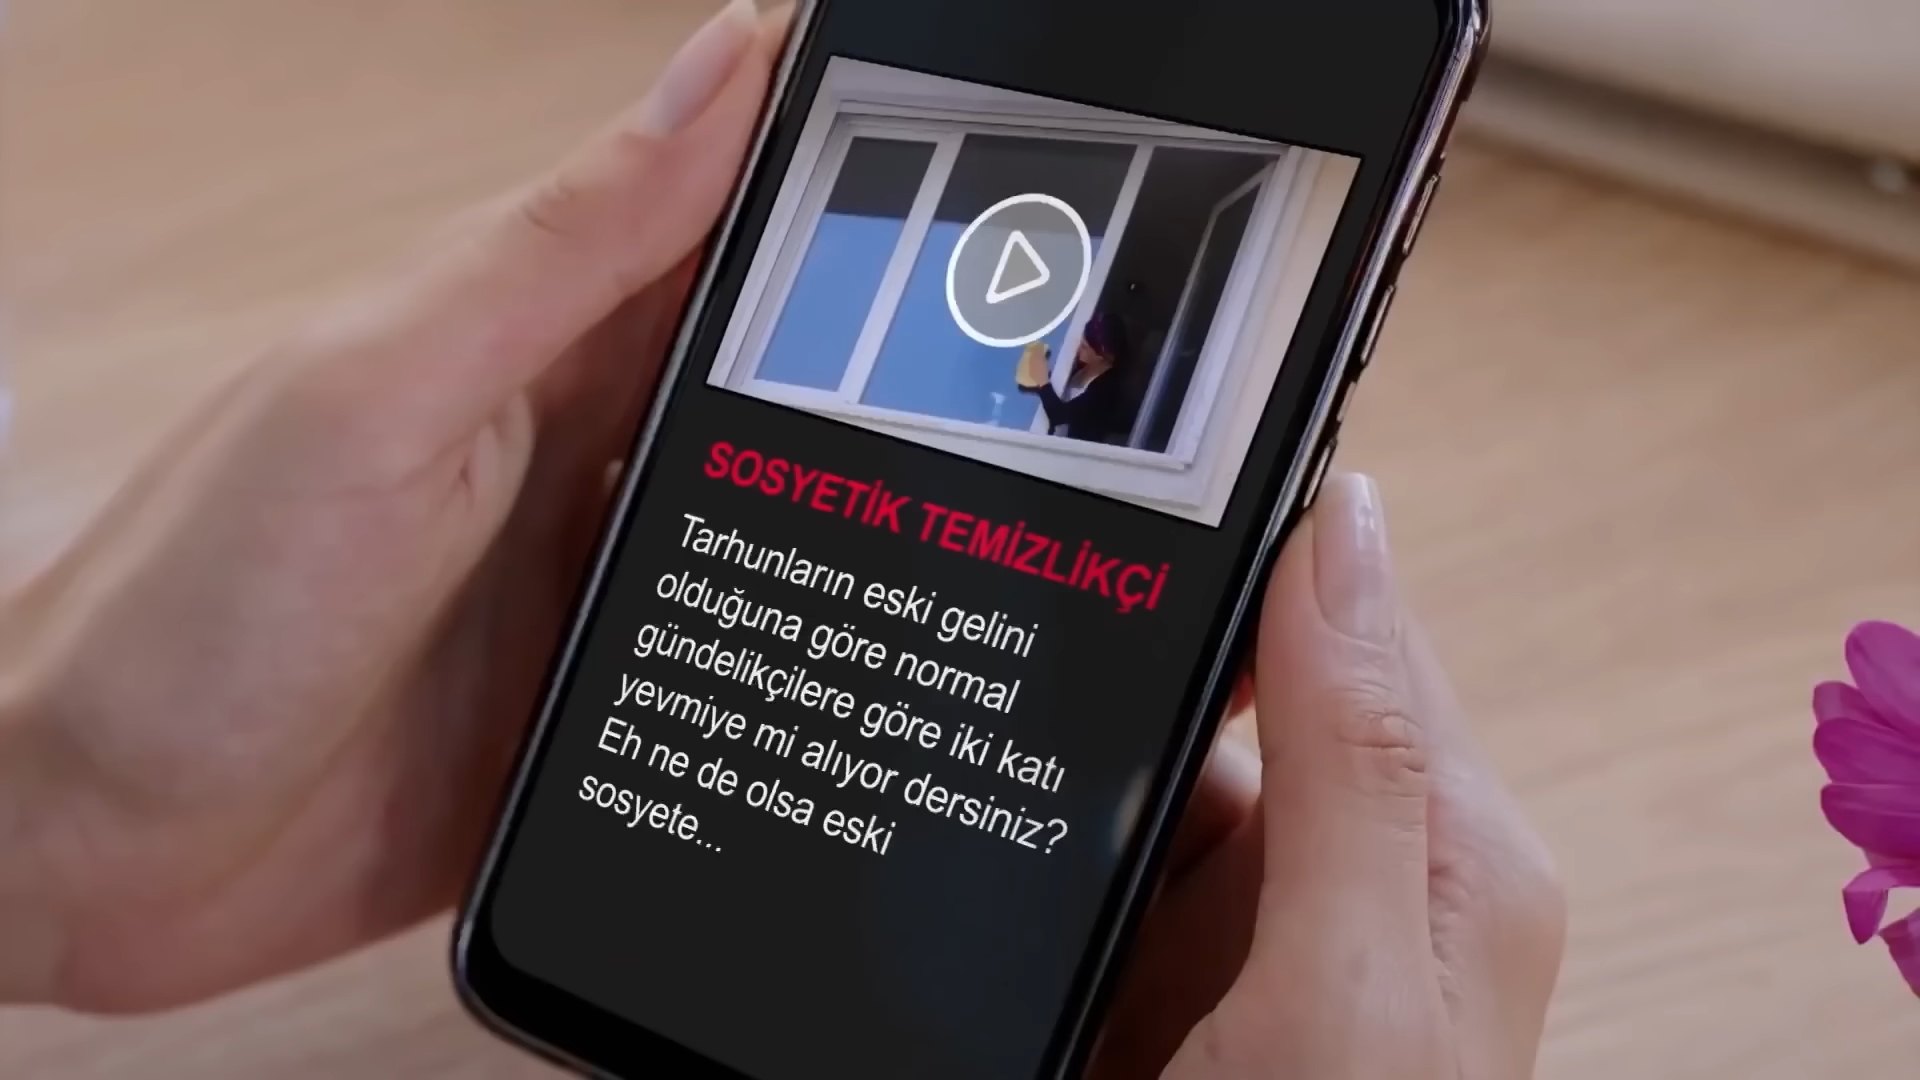 SOSYETİK TEMİZLİKÇİ
Tarhunların eski gelini
olduğuna göre normal
gündelikçilere göre iki katı
yevmiye mi alıyor dersiniz?
Eh ne de olsa eski
sosyete...